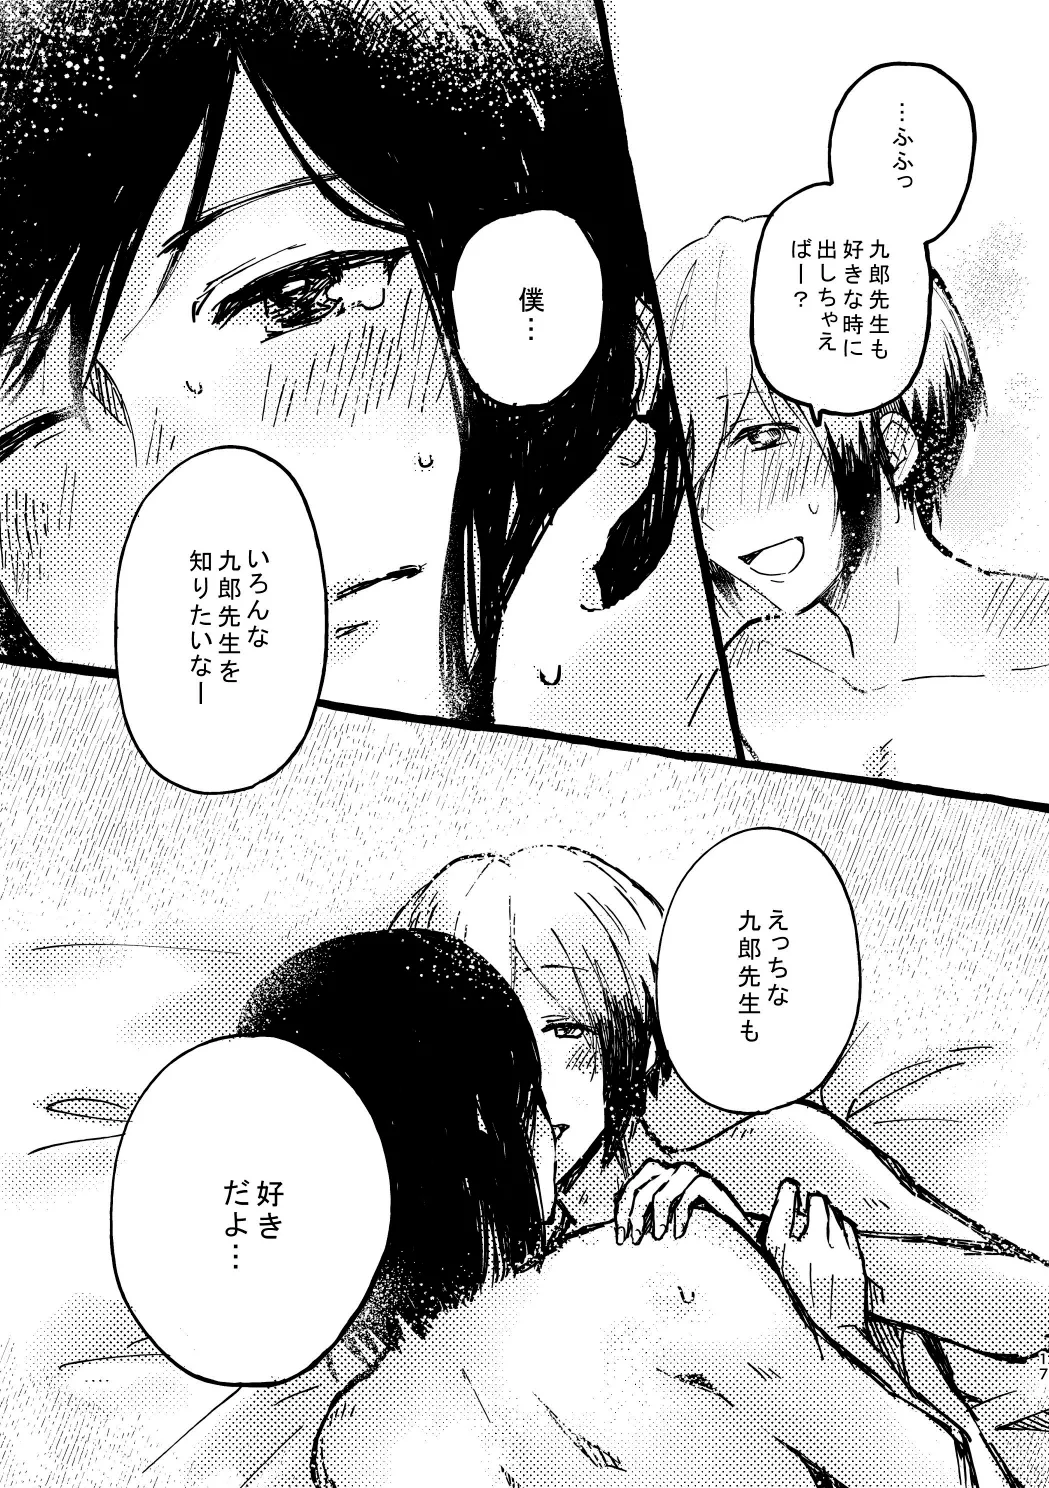 …ふふっ
九郎先生も
好きな時に
出しちゃえ
ばー？
僕…
いろんな
九郎先生を
知りたいなー
えっちな
九郎先生も
好き
だよ…
....
17